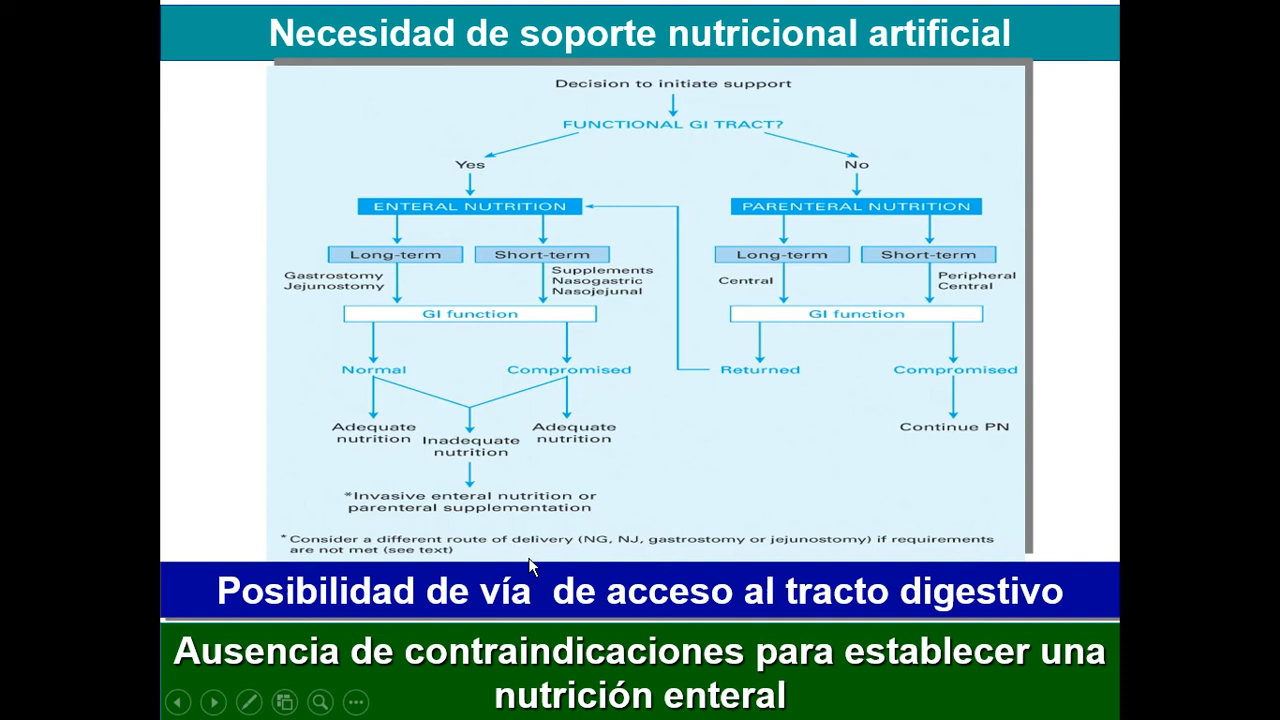 Necesidad de soporte nutricional artificial
Decision to initiate support
FUNCTIONAL GI TRACT?
Yes
No
ENTERAL NUTRITION
PARENTERAL NUTRITION
Long-term
Short-term
Long-term
Short-term
Gastrostomy
Jejunostomy
Supplements
Nasogastric
Nasojejunal
Central
Peripheral
Central
GI function
GI function
Normal
Compromised
Returned
Compromised
Adequate
nutrition
Inadequate
nutrition
Adequate
nutrition
Continue PN
*Invasive enteral nutrition or
parenteral supplementation
* Consider a different route of delivery (NG, NJ, gastrostomy or jejunostomy) if requirements
are not met (see text)
Posibilidad de vía de acceso al tracto digestivo
Ausencia de contraindicaciones para establecer una
nutrición enteral